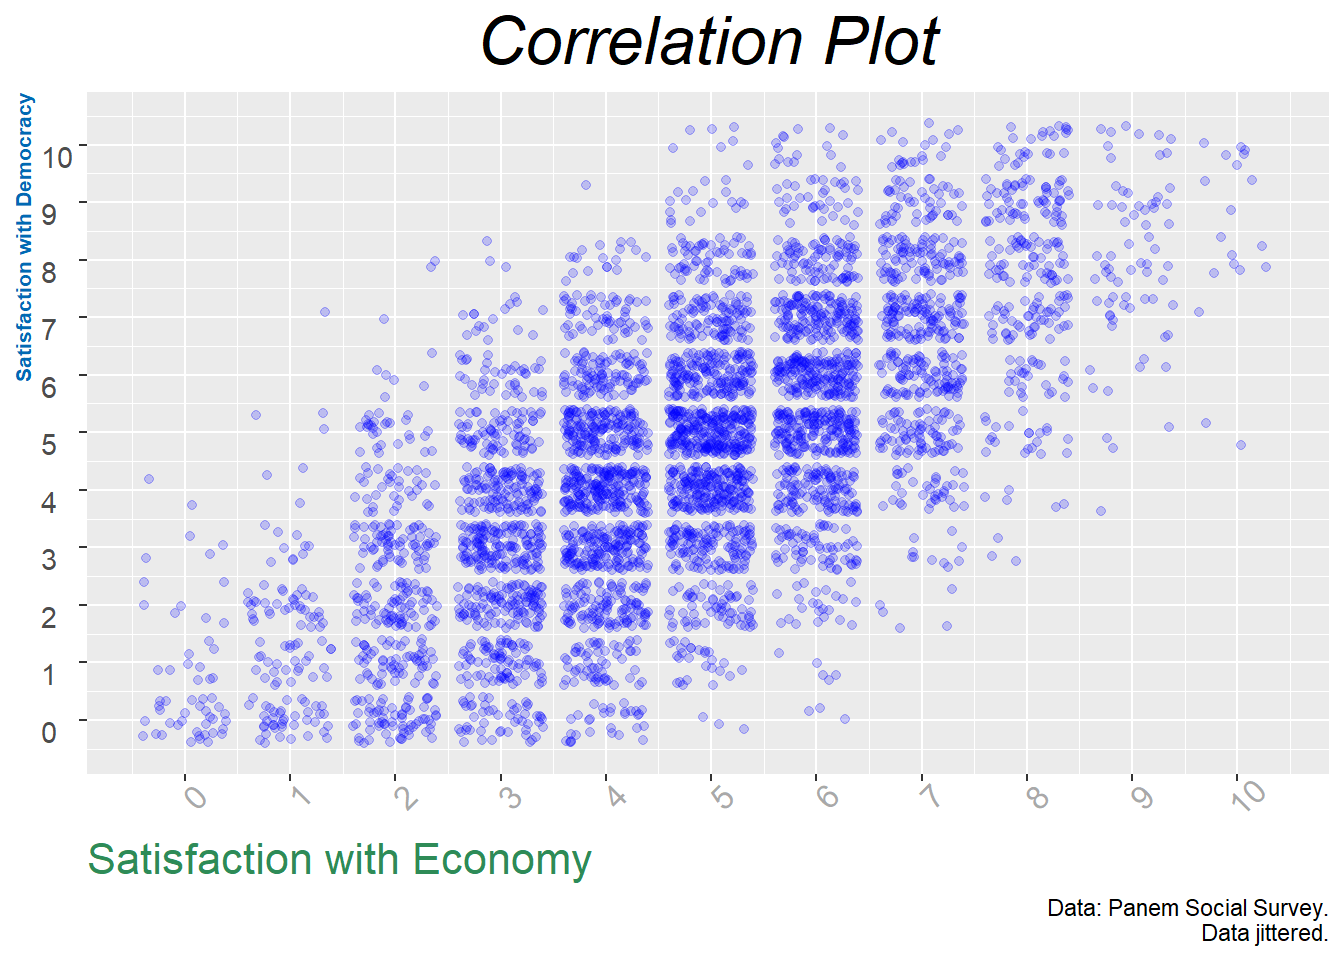 Correlation Plot
Satisfaction with Democracy
10
9
8
7
6
5
4
3
2
1
0
0 1 2 3 4 5 6 7 8 9 10
Satisfaction with Economy
Data: Panem Social Survey.
Data jittered.